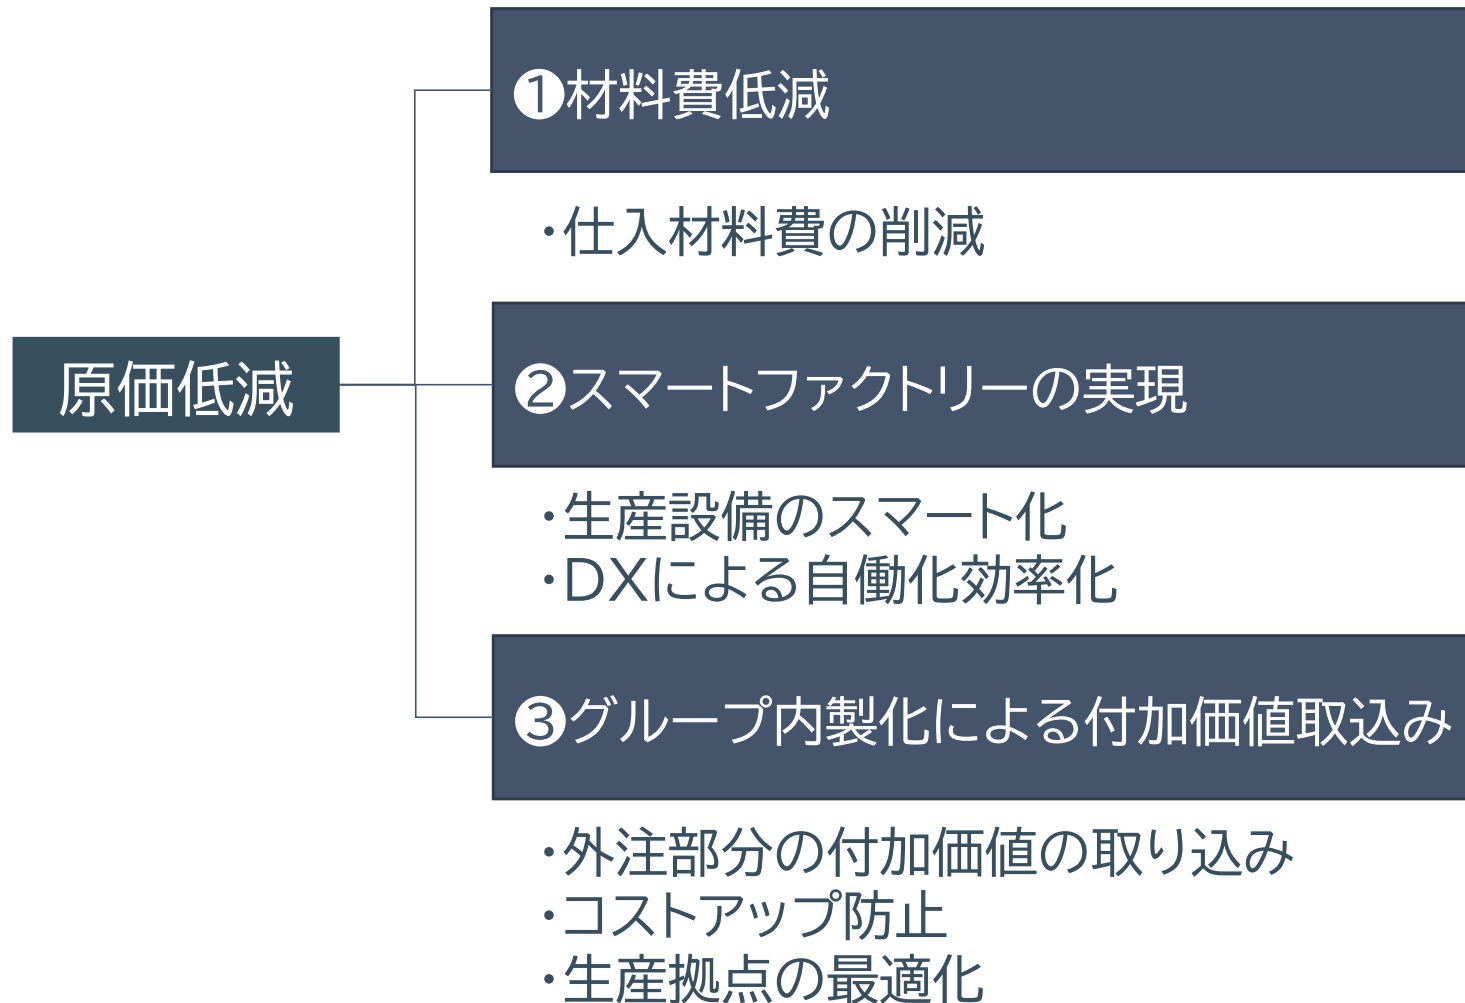 原価低減
❶材料費低減
・仕入材料費の削減
❷スマートファクトリーの実現
・生産設備のスマート化
・DXによる自働化効率化
❸グループ内製化による付加価値取込み
・外注部分の付加価値の取り込み
・コストアップ防止
・生産拠点の最適化